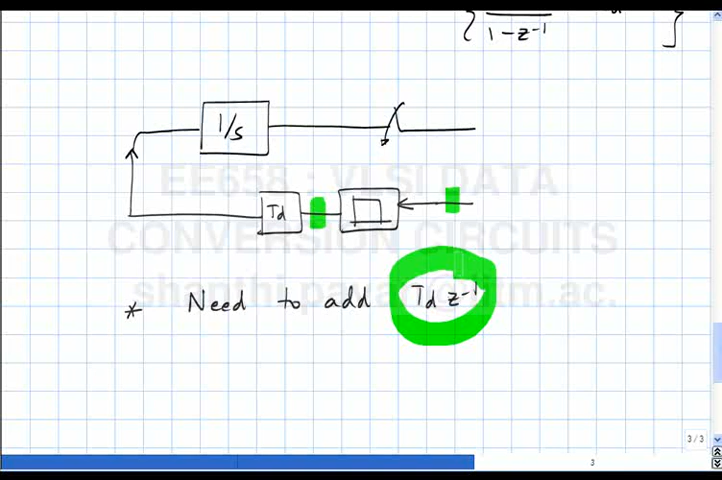 1 - z⁻¹
1/s
EE658 : VLSI DATA
Td
CONVERSION CIRCUITS
* Need to add Td z⁻¹
3 / 3
3